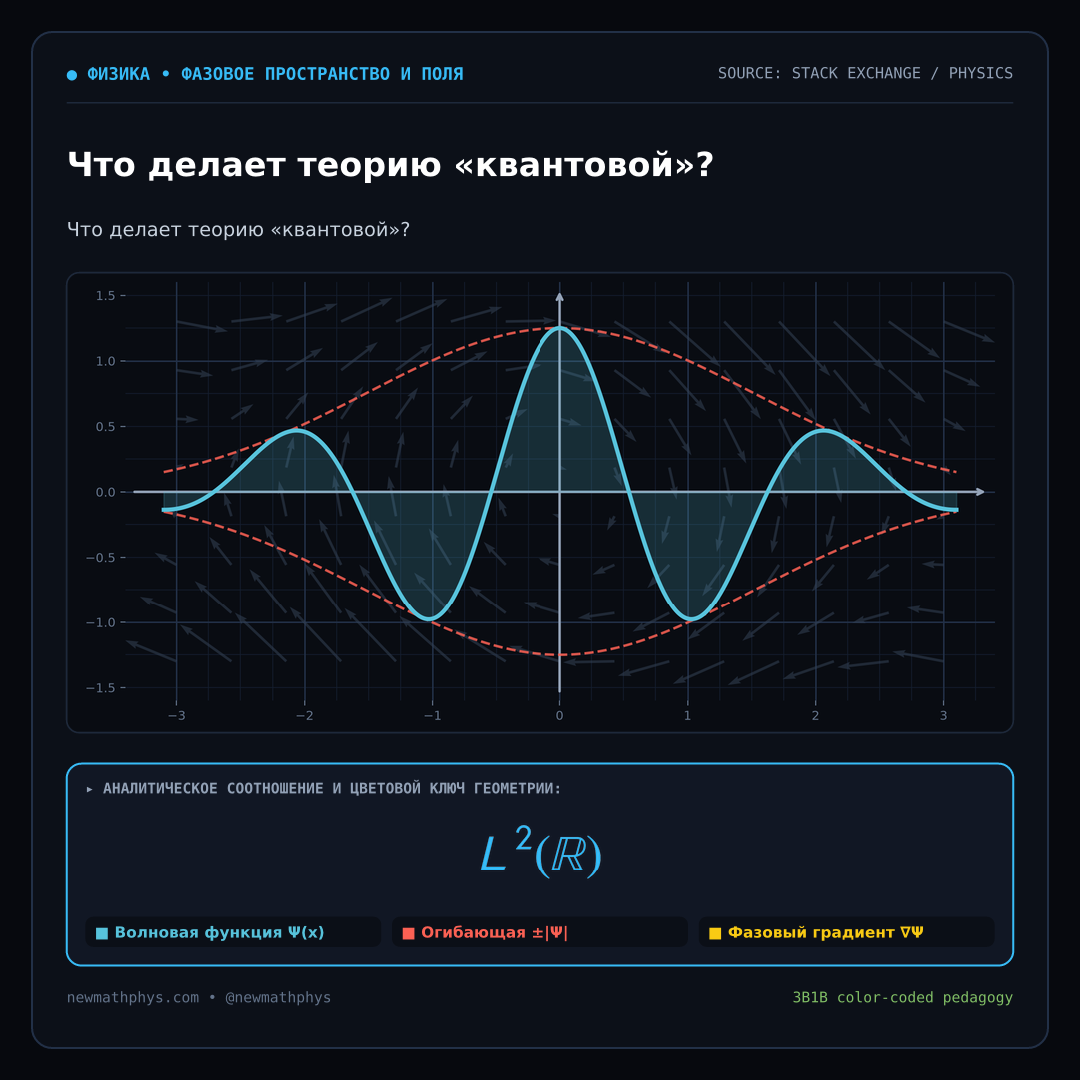 ● ФИЗИКА • ФАЗОВОЕ ПРОСТРАНСТВО И ПОЛЯ
SOURCE: STACK EXCHANGE / PHYSICS
Что делает теорию «квантовой»?
Что делает теорию «квантовой»?
1.5
1.0
0.5
0.0
−0.5
−1.0
−1.5
−3 −2 −1 0 1 2 3
▸ АНАЛИТИЧЕСКОЕ СООТНОШЕНИЕ И ЦВЕТОВОЙ КЛЮЧ ГЕОМЕТРИИ:
L²(ℝ)
■ Волновая функция Ψ(x) ■ Огибающая ±|Ψ| ■ Фазовый градиент ∇Ψ
newmathphys.com • @newmathphys
3B1B color-coded pedagogy